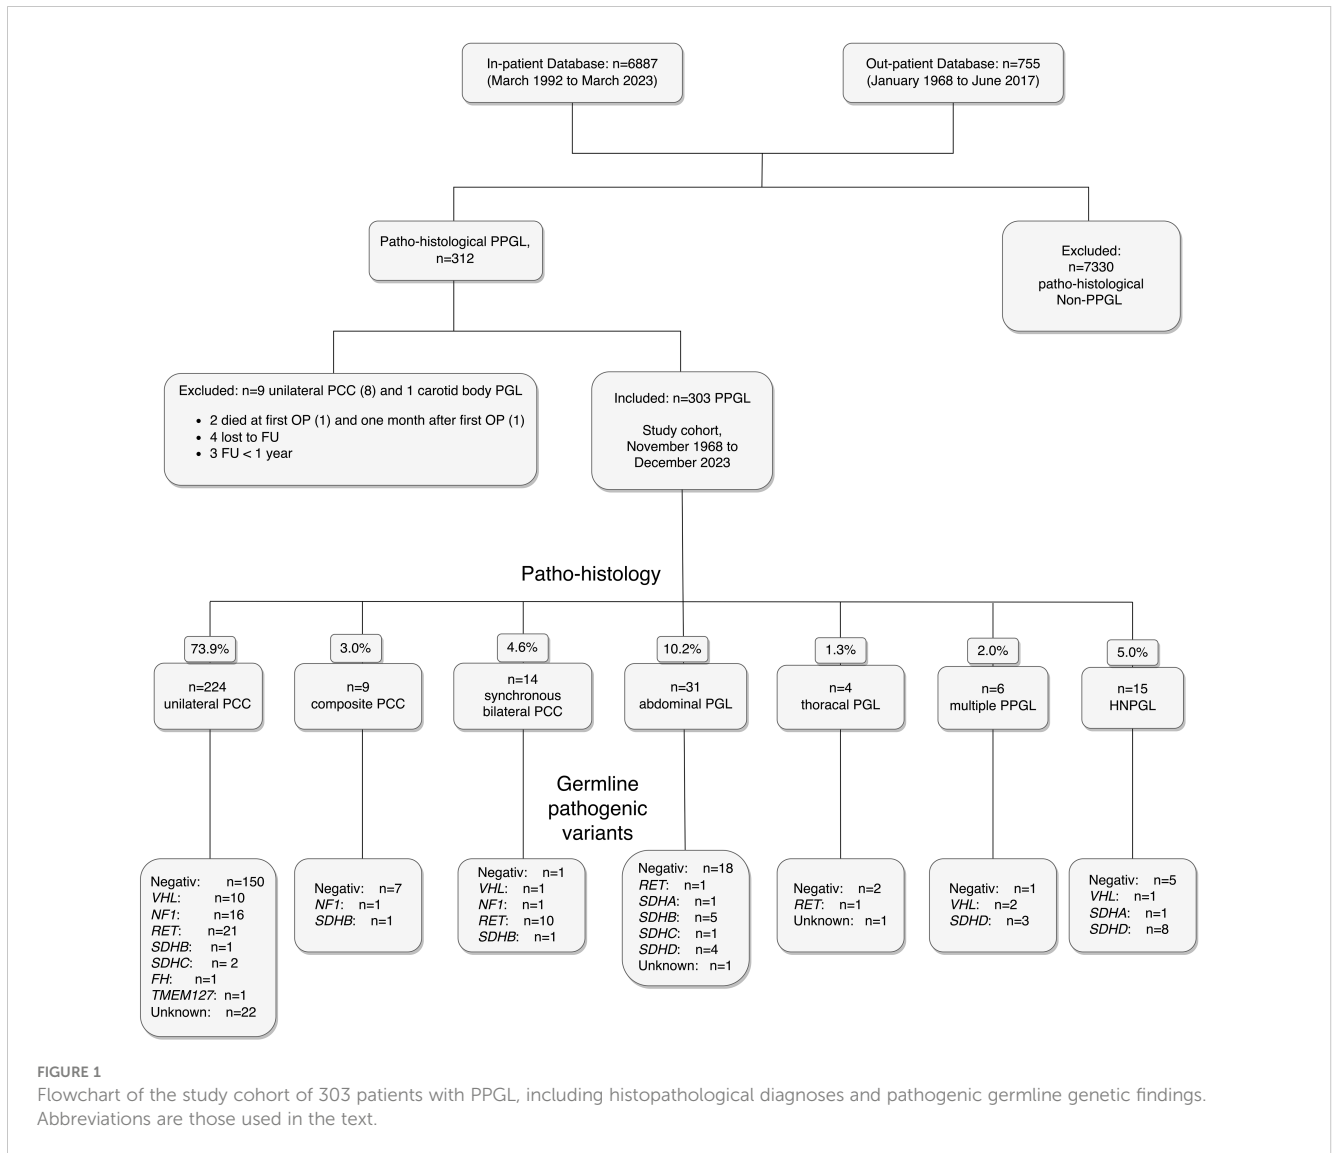 In-patient Database: n=6887
(March 1992 to March 2023)
Out-patient Database: n=755
(January 1968 to June 2017)
Patho-histological PPGL,
n=312
Excluded:
n=7330
patho-histological
Non-PPGL
Excluded: n=9 unilateral PCC (8) and 1 carotid body PGL
• 2 died at first OP (1) and one month after first OP (1)
• 4 lost to FU
• 3 FU < 1 year
Included: n=303 PPGL
Study cohort,
November 1968 to
December 2023
Patho-histology
73.9%
n=224
unilateral PCC
3.0%
n=9
composite PCC
4.6%
n=14
synchronous
bilateral PCC
10.2%
n=31
abdominal PGL
1.3%
n=4
thoracal PGL
2.0%
n=6
multiple PPGL
5.0%
n=15
HNPGL
Germline
pathogenic
variants
Negativ: n=150
VHL: n=10
NF1: n=16
RET: n=21
SDHB: n=1
SDHC: n= 2
FH: n=1
TMEM127: n=1
Unknown: n=22
Negativ: n=7
NF1: n=1
SDHB: n=1
Negativ: n=1
VHL: n=1
NF1: n=1
RET: n=10
SDHB: n=1
Negativ: n=18
RET: n=1
SDHA: n=1
SDHB: n=5
SDHC: n=1
SDHD: n=4
Unknown: n=1
Negativ: n=2
RET: n=1
Unknown: n=1
Negativ: n=1
VHL: n=2
SDHD: n=3
Negativ: n=5
VHL: n=1
SDHA: n=1
SDHD: n=8
FIGURE 1
Flowchart of the study cohort of 303 patients with PPGL, including histopathological diagnoses and pathogenic germline genetic findings.
Abbreviations are those used in the text.